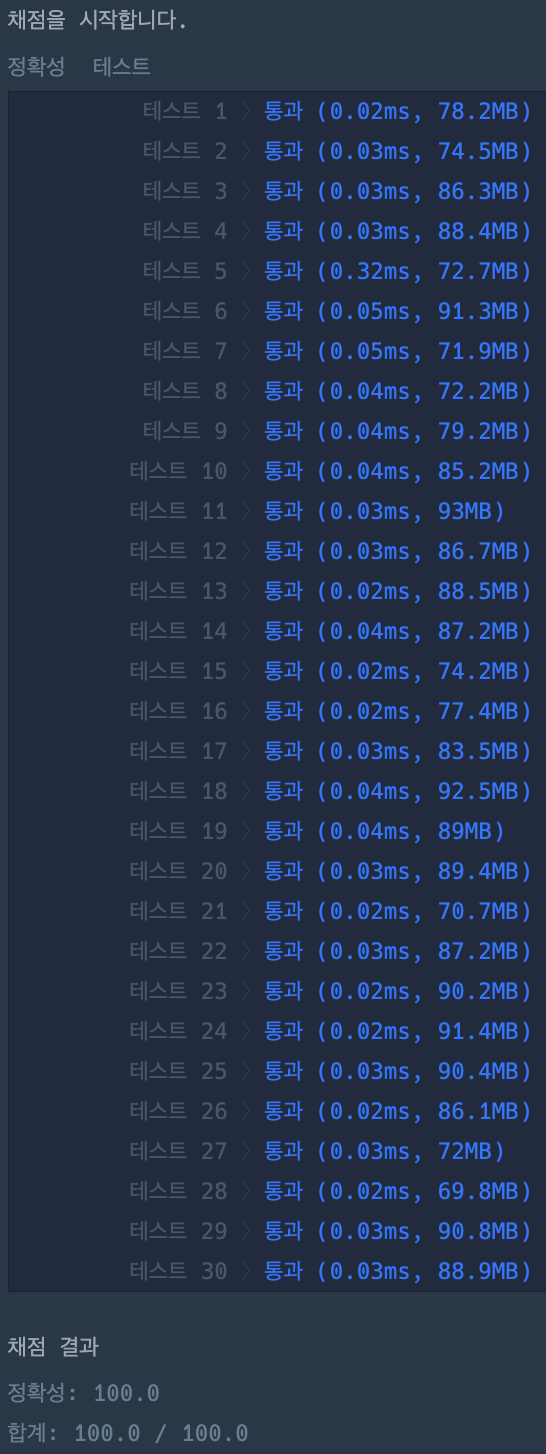 채점을 시작합니다.
정확성 테스트
테스트 1 〉 통과 (0.02ms, 78.2MB)
테스트 2 〉 통과 (0.03ms, 74.5MB)
테스트 3 〉 통과 (0.03ms, 86.3MB)
테스트 4 〉 통과 (0.03ms, 88.4MB)
테스트 5 〉 통과 (0.32ms, 72.7MB)
테스트 6 〉 통과 (0.05ms, 91.3MB)
테스트 7 〉 통과 (0.05ms, 71.9MB)
테스트 8 〉 통과 (0.04ms, 72.2MB)
테스트 9 〉 통과 (0.04ms, 79.2MB)
테스트 10 〉 통과 (0.04ms, 85.2MB)
테스트 11 〉 통과 (0.03ms, 93MB)
테스트 12 〉 통과 (0.03ms, 86.7MB)
테스트 13 〉 통과 (0.02ms, 88.5MB)
테스트 14 〉 통과 (0.04ms, 87.2MB)
테스트 15 〉 통과 (0.02ms, 74.2MB)
테스트 16 〉 통과 (0.02ms, 77.4MB)
테스트 17 〉 통과 (0.03ms, 83.5MB)
테스트 18 〉 통과 (0.04ms, 92.5MB)
테스트 19 〉 통과 (0.04ms, 89MB)
테스트 20 〉 통과 (0.03ms, 89.4MB)
테스트 21 〉 통과 (0.02ms, 70.7MB)
테스트 22 〉 통과 (0.03ms, 87.2MB)
테스트 23 〉 통과 (0.02ms, 90.2MB)
테스트 24 〉 통과 (0.02ms, 91.4MB)
테스트 25 〉 통과 (0.03ms, 90.4MB)
테스트 26 〉 통과 (0.02ms, 86.1MB)
테스트 27 〉 통과 (0.03ms, 72MB)
테스트 28 〉 통과 (0.02ms, 69.8MB)
테스트 29 〉 통과 (0.03ms, 90.8MB)
테스트 30 〉 통과 (0.03ms, 88.9MB)
채점 결과
정확성: 100.0
합계: 100.0 / 100.0